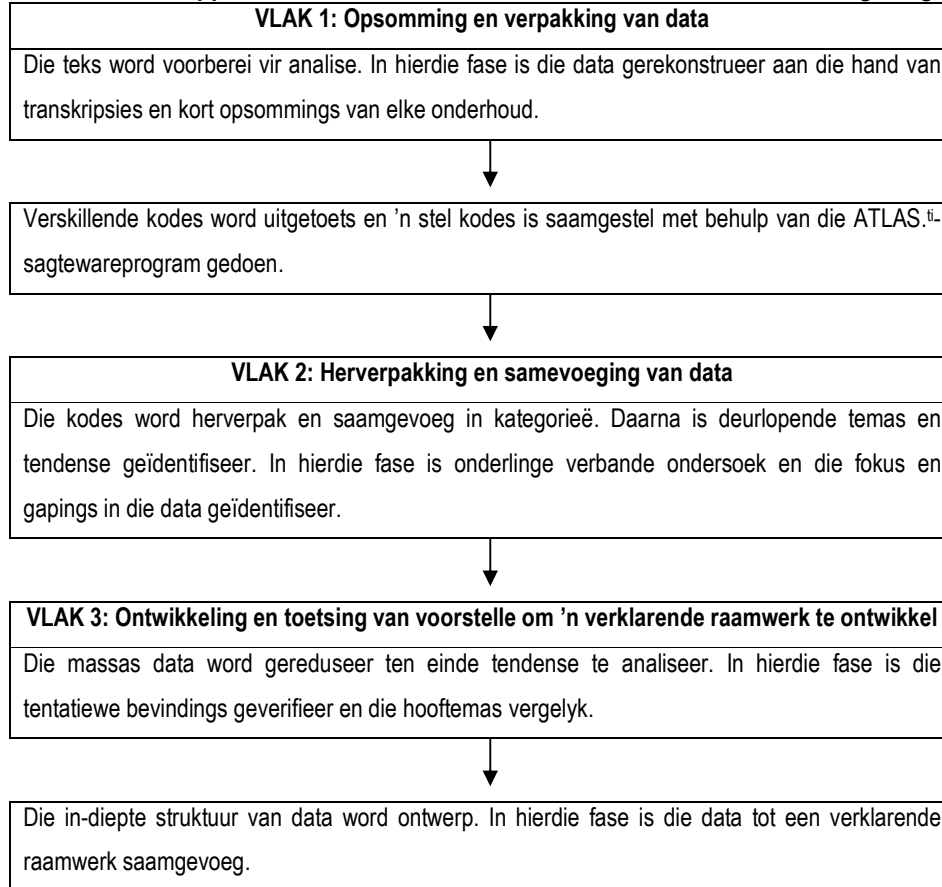 VLAK 1: Opsomming en verpakking van data
Die teks word voorberei vir analise. In hierdie fase is die data gerekonstrueer aan die hand van
transkripsies en kort opsommings van elke onderhoud.
Verskillende kodes word uitgetoets en ’n stel kodes is saamgestel met behulp van die ATLAS.ti-
sagtewareprogram gedoen.
VLAK 2: Herverpakking en samevoeging van data
Die kodes word herverpak en saamgevoeg in kategorieë. Daarna is deurlopende temas en
tendense geïdentifiseer. In hierdie fase is onderlinge verbande ondersoek en die fokus en
gapings in die data geïdentifiseer.
VLAK 3: Ontwikkeling en toetsing van voorstelle om ’n verklarende raamwerk te ontwikkel
Die massas data word gereduseer ten einde tendense te analiseer. In hierdie fase is die
tentatiewe bevindings geverifieer en die hooftemas vergelyk.
Die in-diepte struktuur van data word ontwerp. In hierdie fase is die data tot een verklarende
raamwerk saamgevoeg.